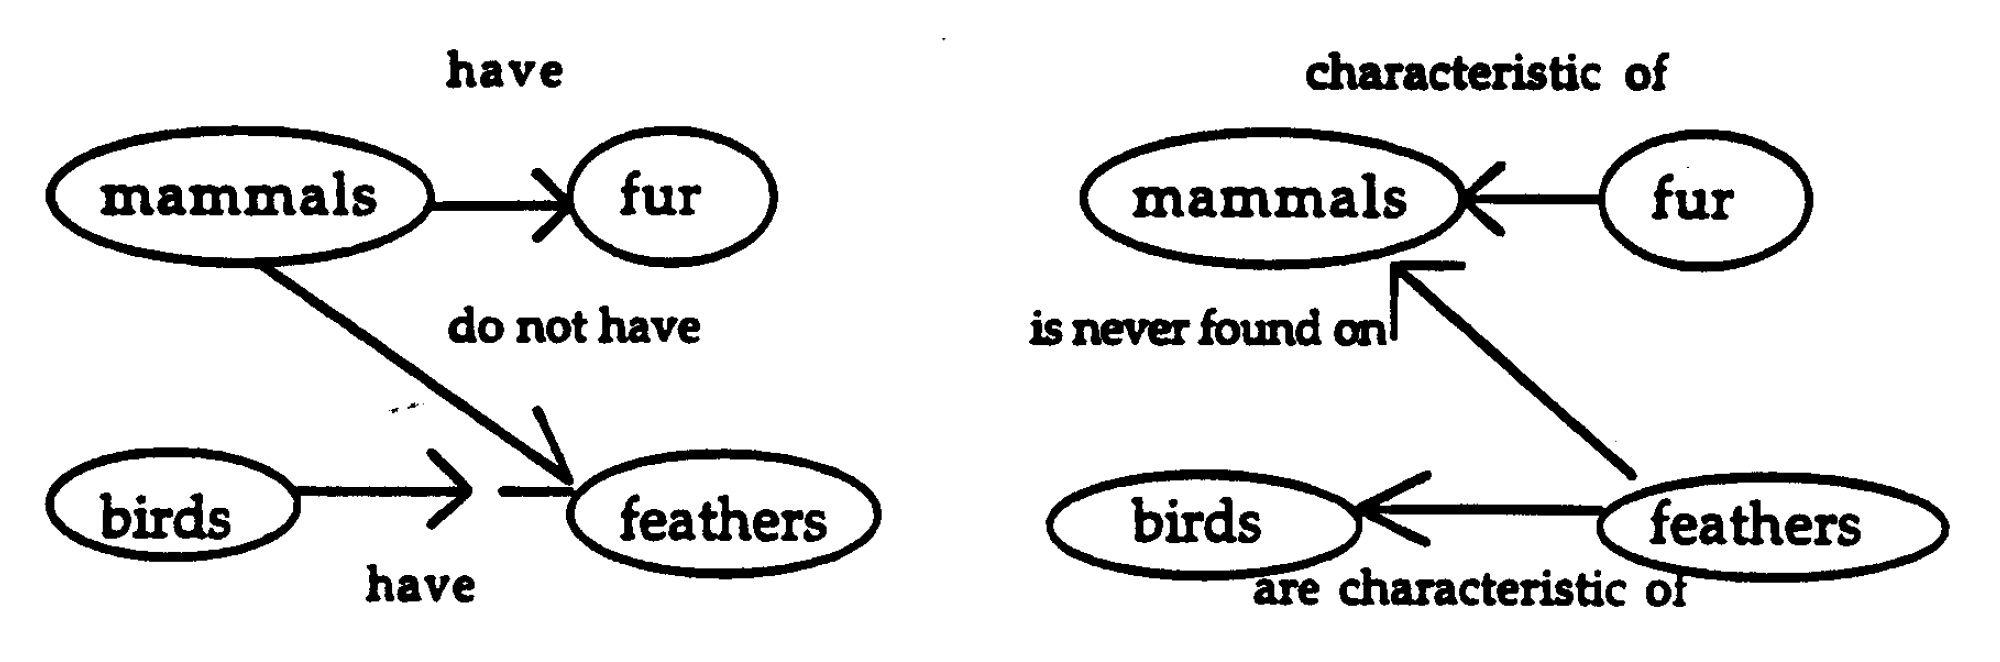 have
mammals
fur
do not have
birds
feathers
have
characteristic of
mammals
fur
is never found on
birds
feathers
are characteristic of